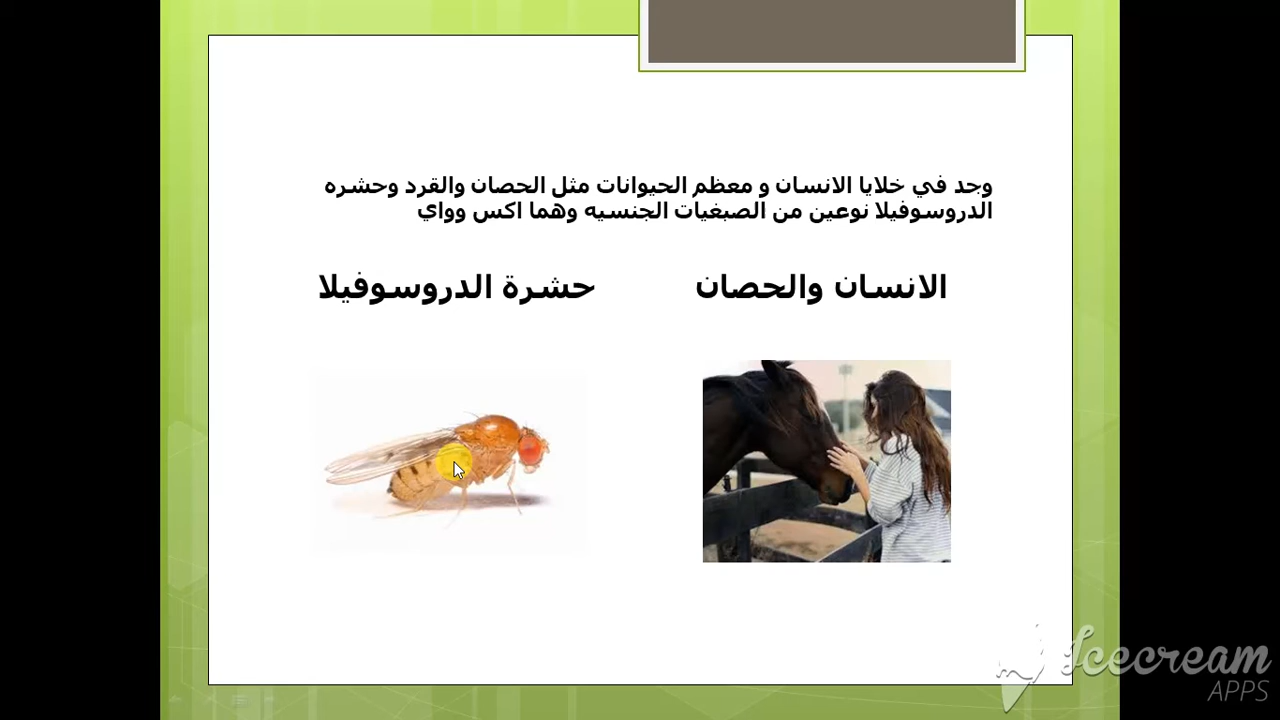 وجد في خلايا الانسان و معظم الحيوانات مثل الحصان والقرد وحشره
الدروسوفيلا نوعين من الصبغيات الجنسيه وهما اكس وواي
الانسان والحصان
حشرة الدروسوفيلا
Icecream
APPS